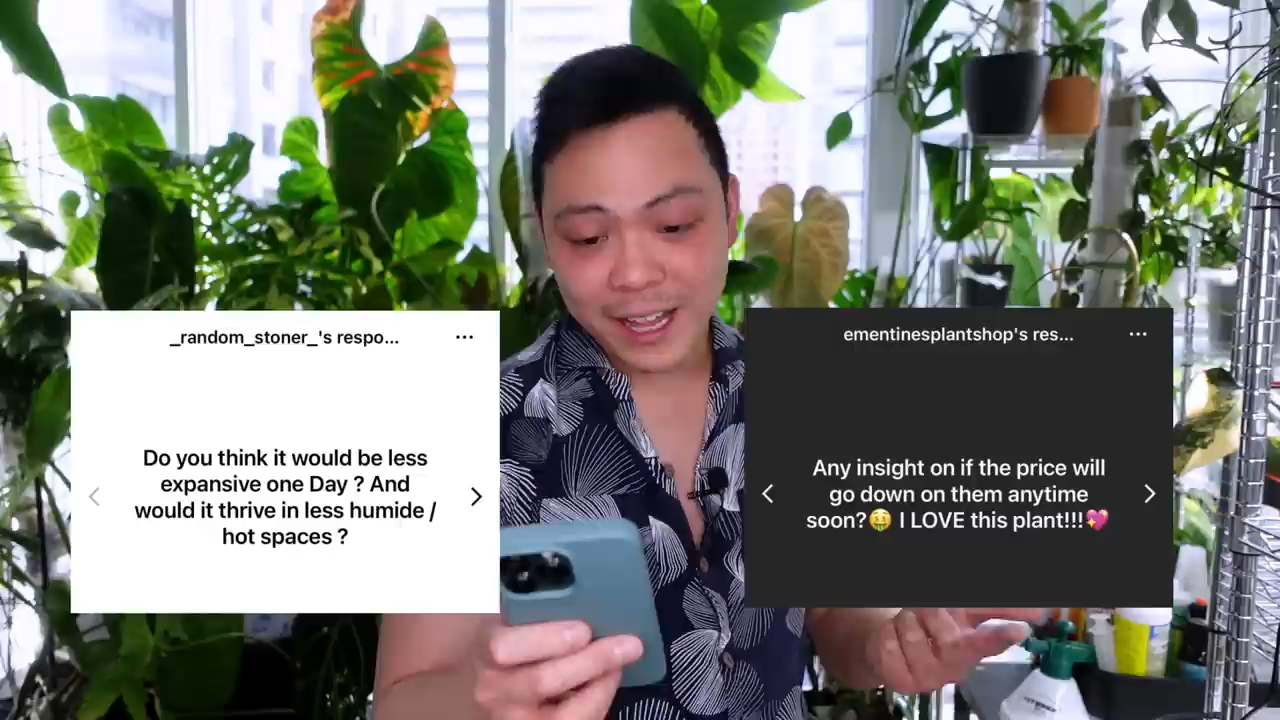 _random_stoner_'s respo...
Do you think it would be less
expansive one Day ? And
would it thrive in less humide /
hot spaces ?
ementinesplantshop's res...
Any insight on if the price will
go down on them anytime
soon?🤑 I LOVE this plant!!!💖